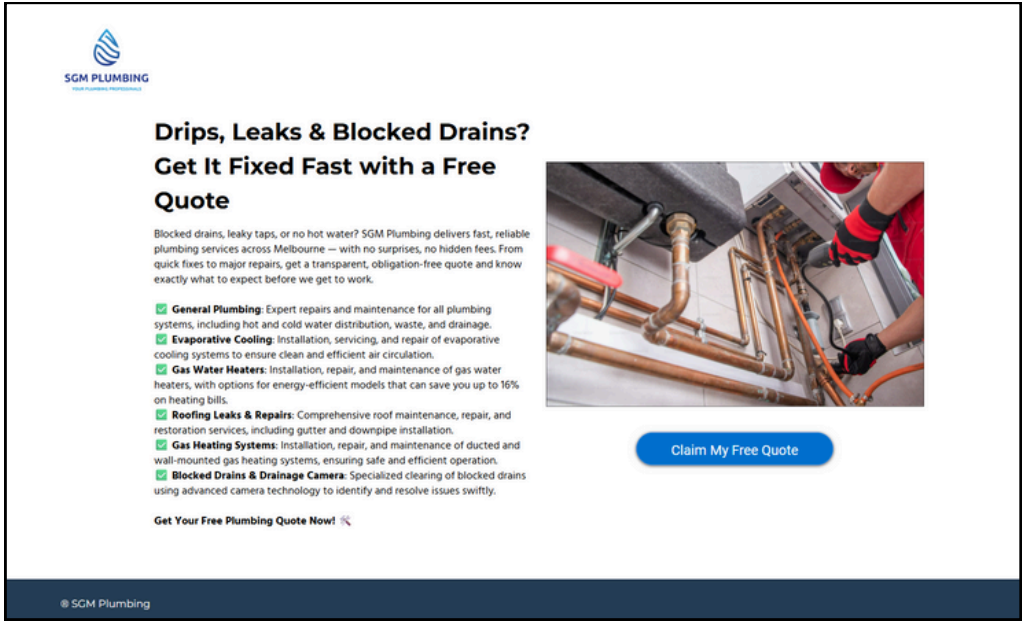 SGM PLUMBING
YOUR PLUMBING PROFESSIONALS
Drips, Leaks & Blocked Drains?
Get It Fixed Fast with a Free
Quote
Blocked drains, leaky taps, or no hot water? SGM Plumbing delivers fast, reliable
plumbing services across Melbourne — with no surprises, no hidden fees. From
quick fixes to major repairs, get a transparent, obligation-free quote and know
exactly what to expect before we get to work.
✅ General Plumbing: Expert repairs and maintenance for all plumbing
systems, including hot and cold water distribution, waste, and drainage.
✅ Evaporative Cooling: Installation, servicing, and repair of evaporative
cooling systems to ensure clean and efficient air circulation.
✅ Gas Water Heaters: Installation, repair, and maintenance of gas water
heaters, with options for energy-efficient models that can save you up to 16%
on heating bills.
✅ Roofing Leaks & Repairs: Comprehensive roof maintenance, repair, and
restoration services, including gutter and downpipe installation.
✅ Gas Heating Systems: Installation, repair, and maintenance of ducted and
wall-mounted gas heating systems, ensuring safe and efficient operation.
✅ Blocked Drains & Drainage Camera: Specialized clearing of blocked drains
using advanced camera technology to identify and resolve issues swiftly.
Get Your Free Plumbing Quote Now! 🛠️
Claim My Free Quote
® SGM Plumbing